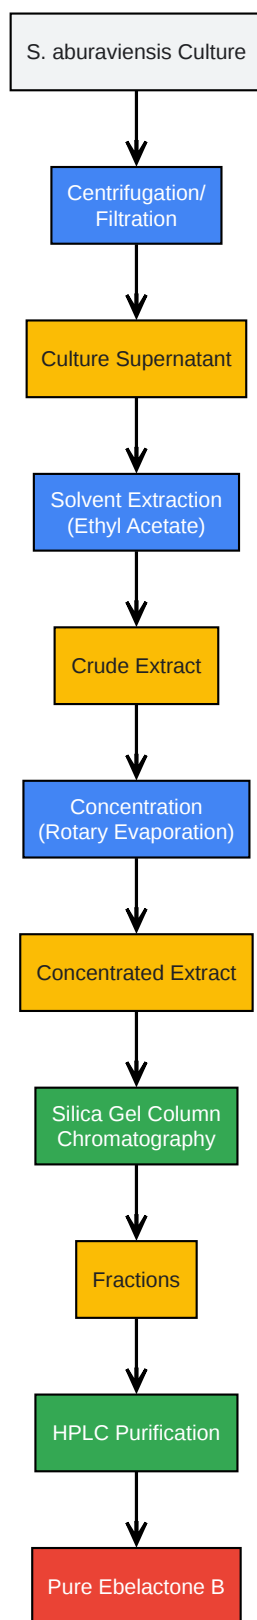 S. aburaviensis Culture
Centrifugation/
Filtration
Culture Supernatant
Solvent Extraction
(Ethyl Acetate)
Crude Extract
Concentration
(Rotary Evaporation)
Concentrated Extract
Silica Gel Column
Chromatography
Fractions
HPLC Purification
Pure Ebelactone B